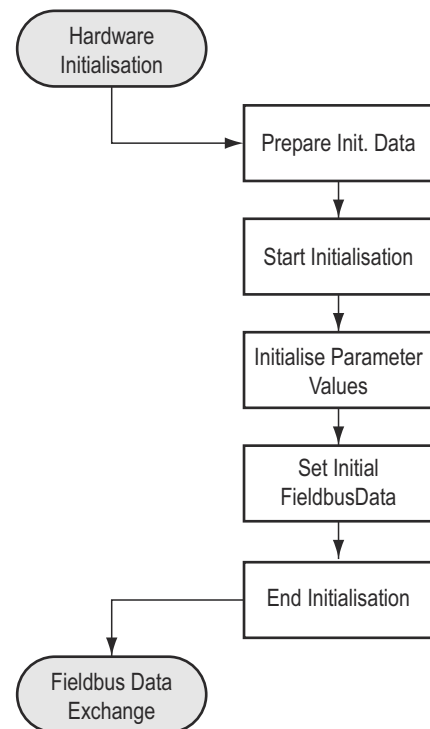 Hardware
Initialisation
Prepare Init. Data
Start Initialisation
Initialise Parameter
Values
Set Initial
FieldbusData
End Initialisation
Fieldbus Data
Exchange